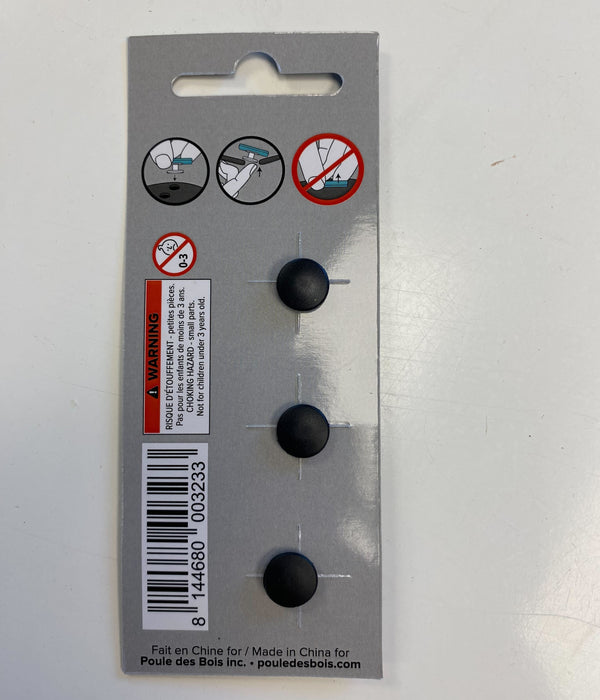 0-3
WARNING
RISQUE D'ÉTOUFFEMENT - petites pièces.
Pas pour les enfants de moins de 3 ans.
CHOKING HAZARD - small parts.
Not for children under 3 years old.
8 144680 003233
Fait en Chine for / Made in China for
Poule des Bois inc. • pouledesbois.com